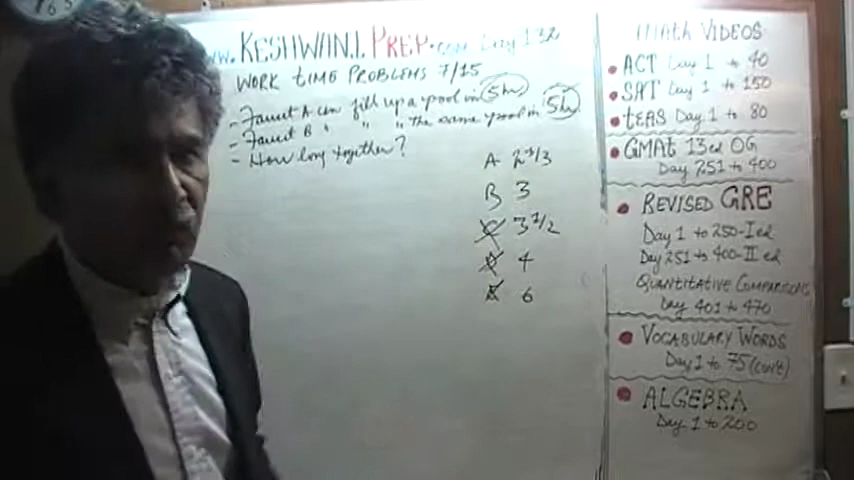 www.KESHWANI PREP.com Day 132
WORK TIME PROBLEMS 7/15
- Faucet A can fill up a pool in 5 hr
- Faucet B " " " the same pool in 5 hr
- How long together?
A 2 1/3
B 3
C 3 1/2
4
6
MATH VIDEOS
ACT Day 1 to 40
SAT Day 1 to 150
TEAS Day 1 to 80
GMAT 13ed OG
Day 251 to 400
REVISED GRE
Day 1 to 250-I ed
Day 251 to 400-II ed
QUANTITATIVE COMPARISONS
Day 401 to 470
VOCABULARY WORDS
Day 1 to 75 (con't)
ALGEBRA
Day 1 to 200